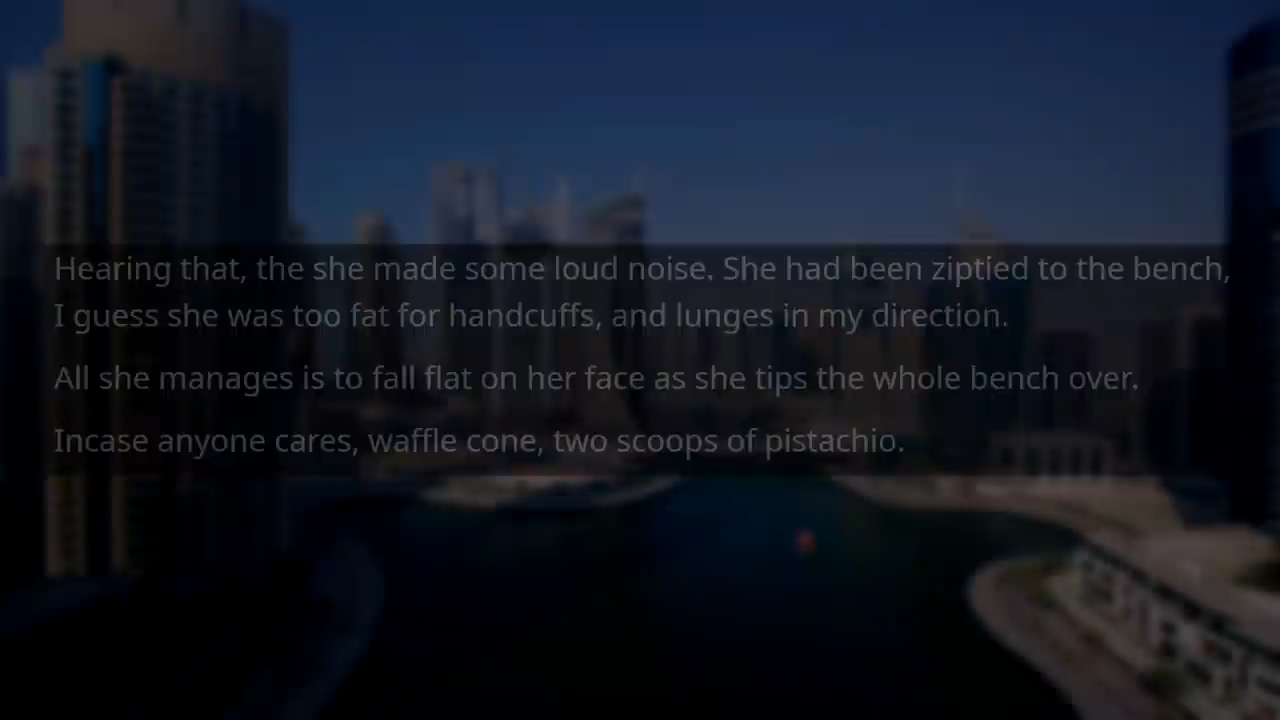 Hearing that, the she made some loud noise. She had been ziptied to the bench,
I guess she was too fat for handcuffs, and lunges in my direction.
All she manages is to fall flat on her face as she tips the whole bench over.
Incase anyone cares, waffle cone, two scoops of pistachio.